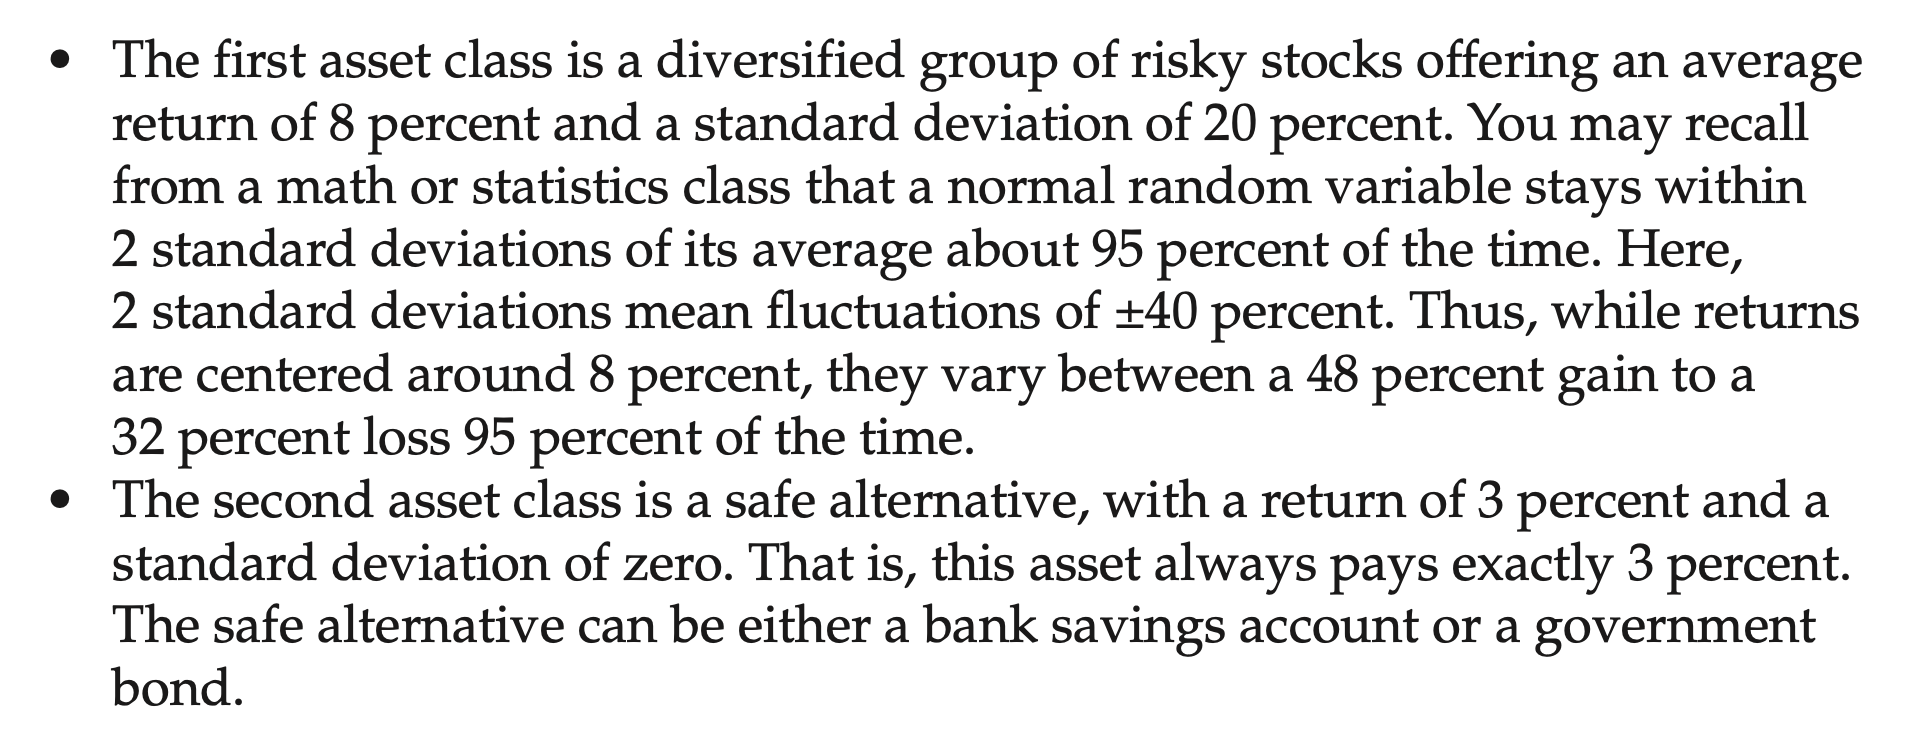 • The first asset class is a diversified group of risky stocks offering an average
return of 8 percent and a standard deviation of 20 percent. You may recall
from a math or statistics class that a normal random variable stays within
2 standard deviations of its average about 95 percent of the time. Here,
2 standard deviations mean fluctuations of ±40 percent. Thus, while returns
are centered around 8 percent, they vary between a 48 percent gain to a
32 percent loss 95 percent of the time.
• The second asset class is a safe alternative, with a return of 3 percent and a
standard deviation of zero. That is, this asset always pays exactly 3 percent.
The safe alternative can be either a bank savings account or a government
bond.